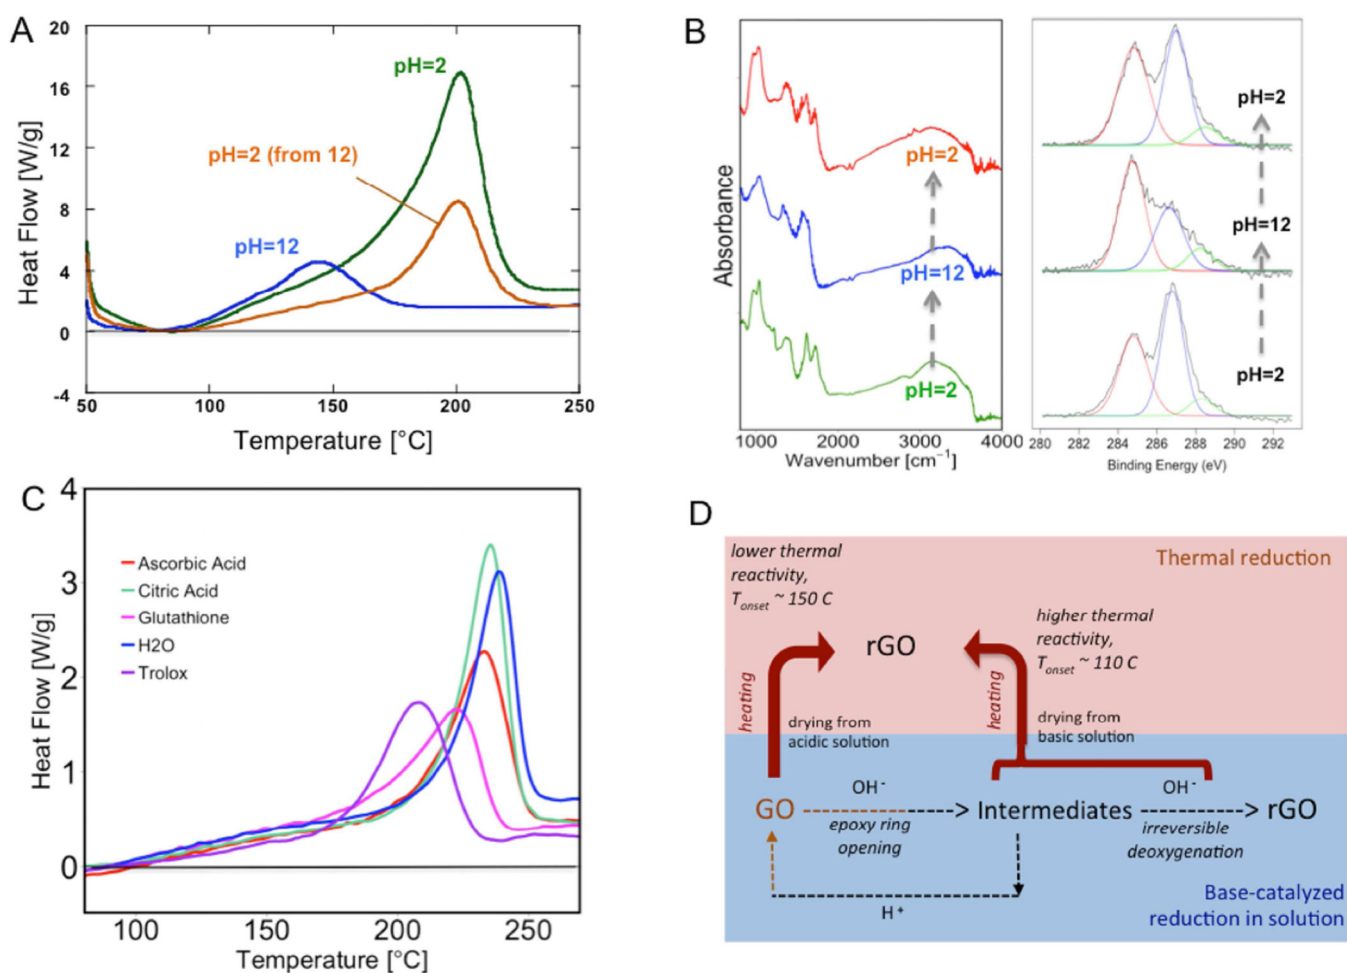 A
20
16
12
8
4
0
-4
Heat Flow [W/g]
pH=2
pH=2 (from 12)
pH=12
50
100
150
200
250
Temperature [°C]
B
Absorbance
pH=2
pH=12
pH=2
1000
2000
3000
4000
Wavenumber [cm⁻¹]
pH=2
pH=12
pH=2
280
282
284
286
288
290
292
Binding Energy (eV)
C
4
3
2
1
0
Heat Flow [W/g]
Ascorbic Acid
Citric Acid
Glutathione
H2O
Trolox
100
150
200
250
Temperature [°C]
D
lower thermal
reactivity,
Tonset ~ 150 C
Thermal reduction
higher thermal
reactivity,
Tonset ~ 110 C
rGO
heating
drying from
acidic solution
heating
drying from
basic solution
GO
OH-
epoxy ring
opening
Intermediates
OH-
irreversible
deoxygenation
rGO
H+
Base-catalyzed
reduction in solution